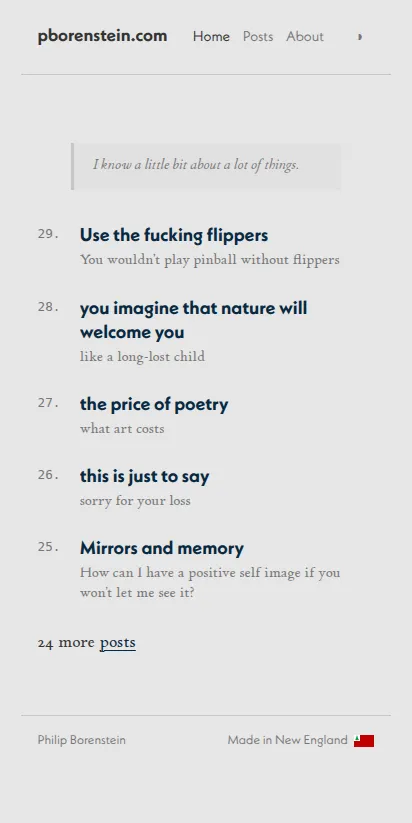 pborenstein.com Home Posts About
I know a little bit about a lot of things.
29. Use the fucking flippers
You wouldn't play pinball without flippers
28. you imagine that nature will
welcome you
like a long-lost child
27. the price of poetry
what art costs
26. this is just to say
sorry for your loss
25. Mirrors and memory
How can I have a positive self image if you
won't let me see it?
24 more posts
Philip Borenstein Made in New England